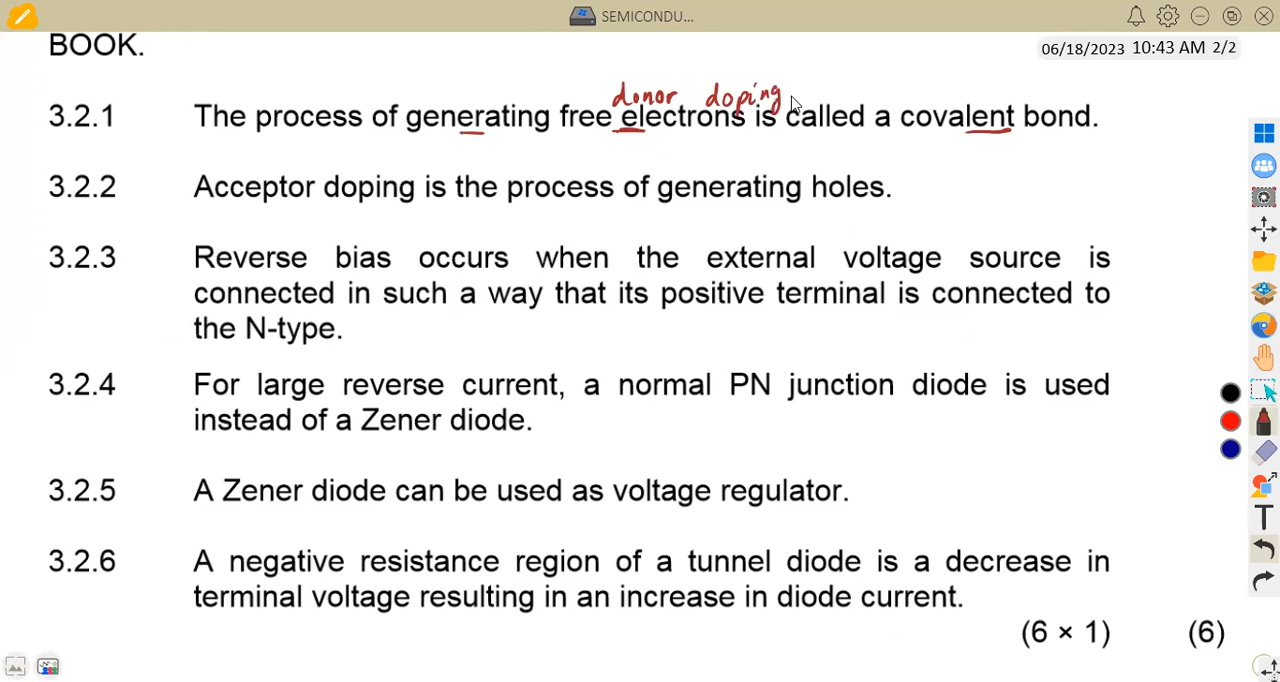 SEMICONDU...
BOOK.
06/18/2023 10:43 AM 2/2
donor doping
3.2.1 The process of generating free electrons is called a covalent bond.
3.2.2 Acceptor doping is the process of generating holes.
3.2.3 Reverse bias occurs when the external voltage source is
connected in such a way that its positive terminal is connected to
the N-type.
3.2.4 For large reverse current, a normal PN junction diode is used
instead of a Zener diode.
3.2.5 A Zener diode can be used as voltage regulator.
3.2.6 A negative resistance region of a tunnel diode is a decrease in
terminal voltage resulting in an increase in diode current.
(6 × 1) (6)